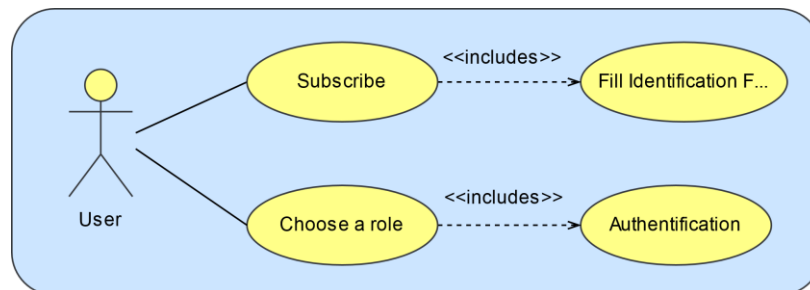 <<includes>>
Subscribe
Fill Identification F...
User
<<includes>>
Choose a role
Authentification